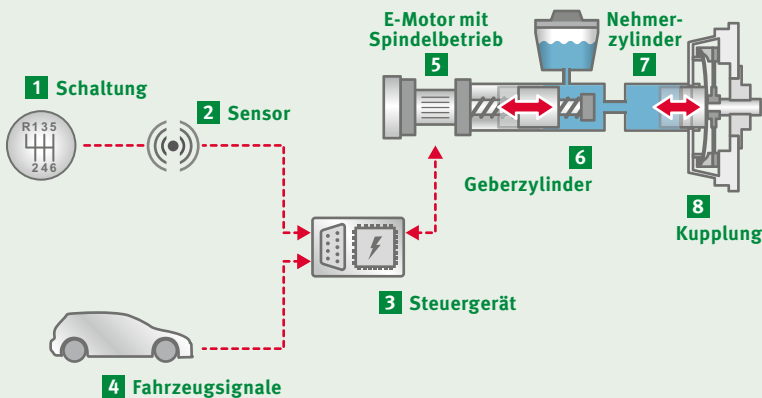 1 Schaltung
R 1 3 5
2 4 6
2 Sensor
E-Motor mit
Spindelbetrieb
5
Nehmer-
zylinder
7
6
Geberzylinder
8
Kupplung
3 Steuergerät
4 Fahrzeugsignale